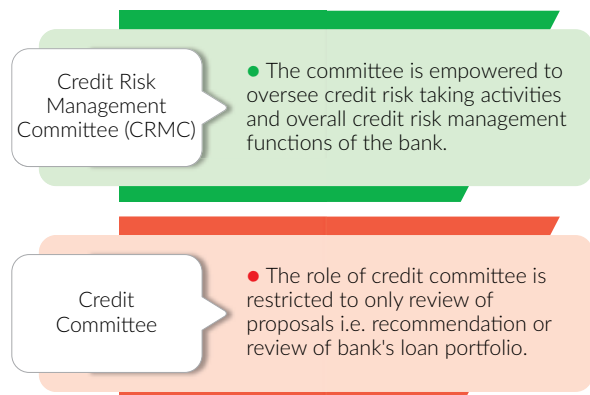 Credit Risk
Management
Committee (CRMC)
● The committee is empowered to
oversee credit risk taking activities
and overall credit risk management
functions of the bank.
Credit
Committee
● The role of credit committee is
restricted to only review of
proposals i.e. recommendation or
review of bank's loan portfolio.